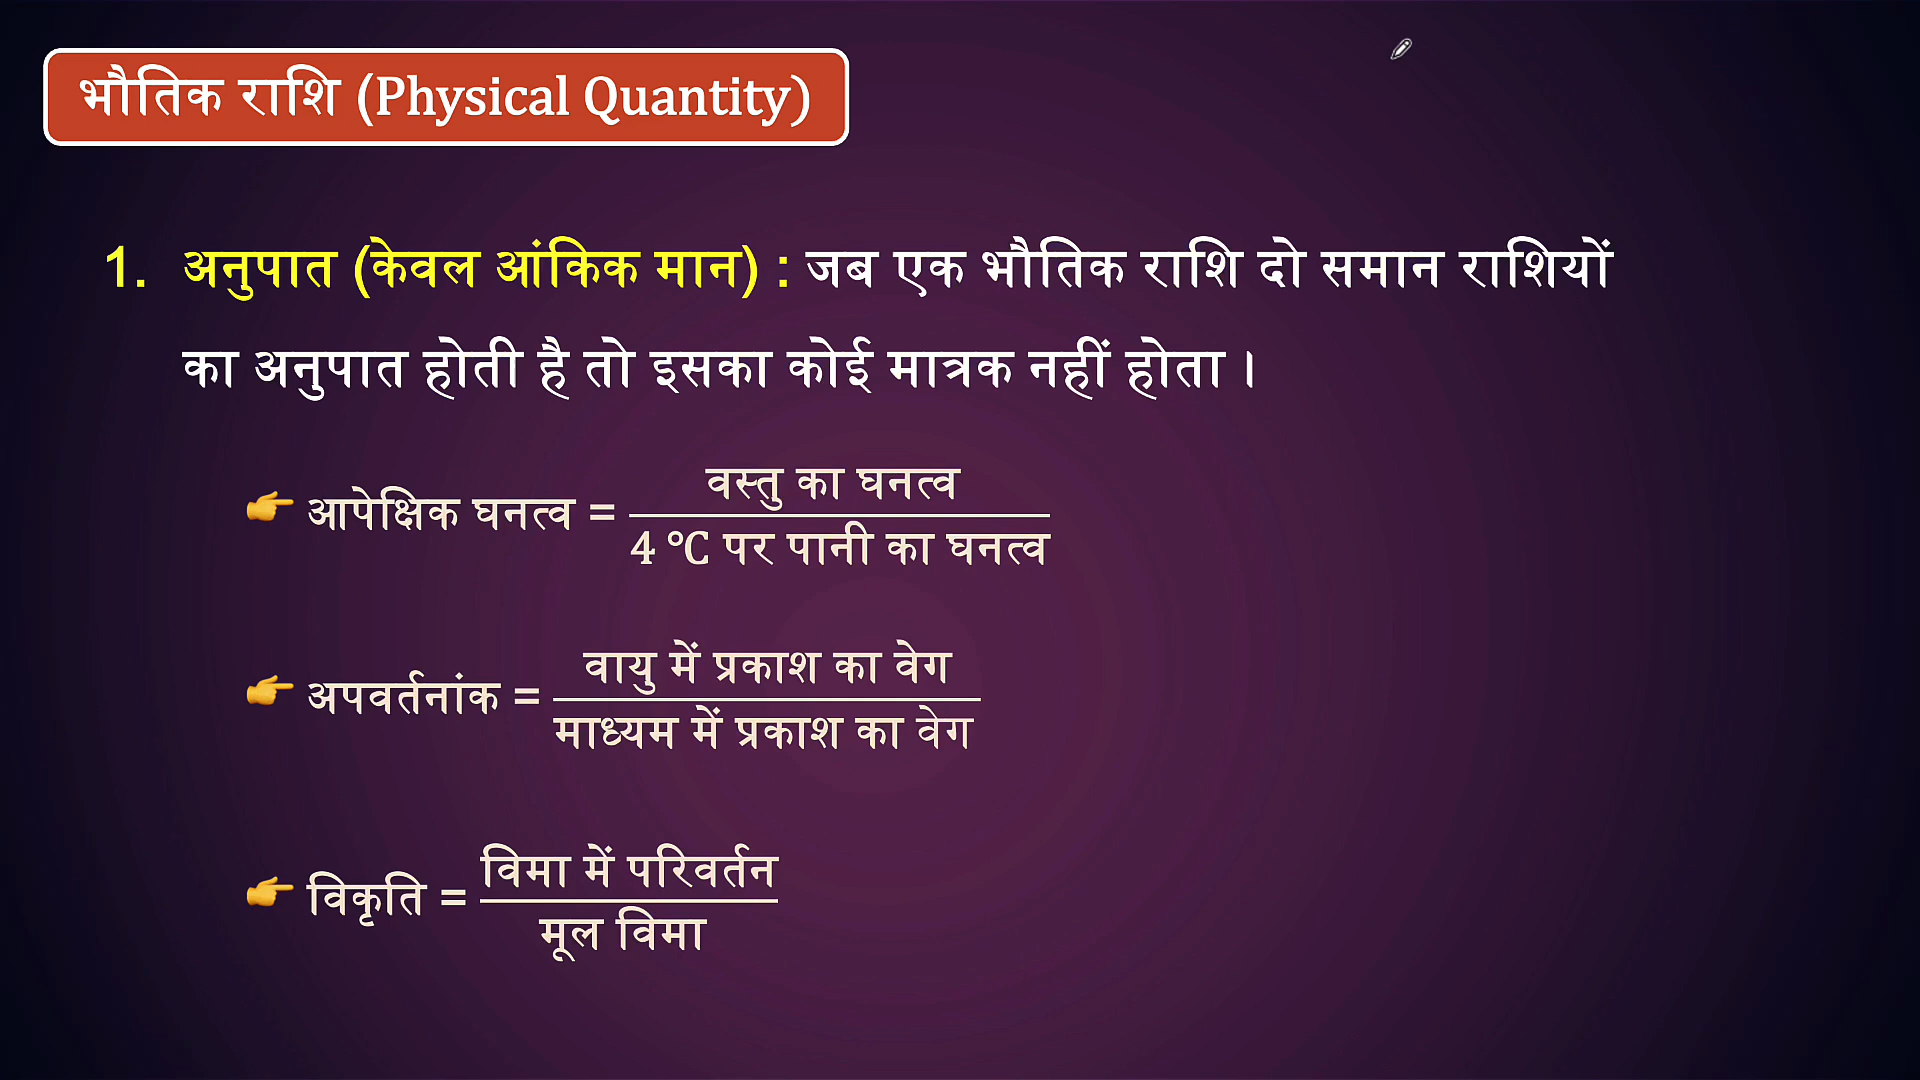 भौतिक राशि (Physical Quantity)
1. अनुपात (केवल आंकिक मान) : जब एक भौतिक राशि दो समान राशियों
का अनुपात होती है तो इसका कोई मात्रक नहीं होता ।
👉 आपेक्षिक घनत्व = वस्तु का घनत्व
4 °C पर पानी का घनत्व
👉 अपवर्तनांक = वायु में प्रकाश का वेग
माध्यम में प्रकाश का वेग
👉 विकृति = विमा में परिवर्तन
मूल विमा